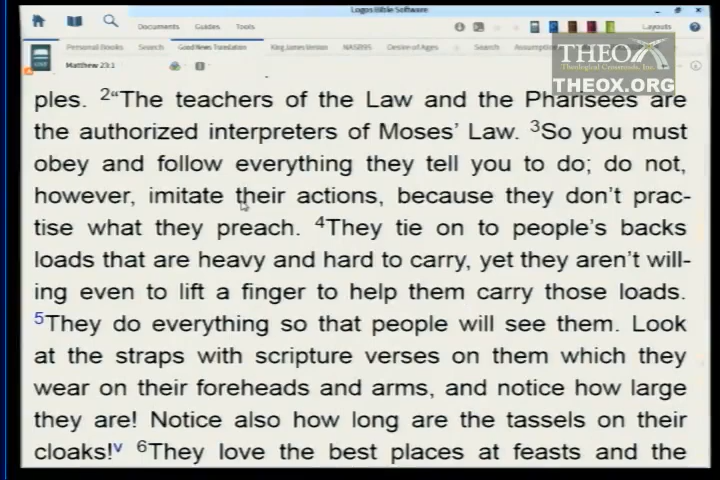 Logos Bible Software
Documents Guides Tools Layouts
Personal Books Search Good News Translation King James Version NASB95 Desire of Ages Search Assumption
Matthew 23:1
THEOX
Theological Crossroads, Inc.
THEOX.ORG
ples. 2“The teachers of the Law and the Pharisees are
the authorized interpreters of Moses’ Law. 3So you must
obey and follow everything they tell you to do; do not,
however, imitate their actions, because they don’t prac-
tise what they preach. 4They tie on to people’s backs
loads that are heavy and hard to carry, yet they aren’t will-
ing even to lift a finger to help them carry those loads.
5They do everything so that people will see them. Look
at the straps with scripture verses on them which they
wear on their foreheads and arms, and notice how large
they are! Notice also how long are the tassels on their
cloaks!v 6They love the best places at feasts and the